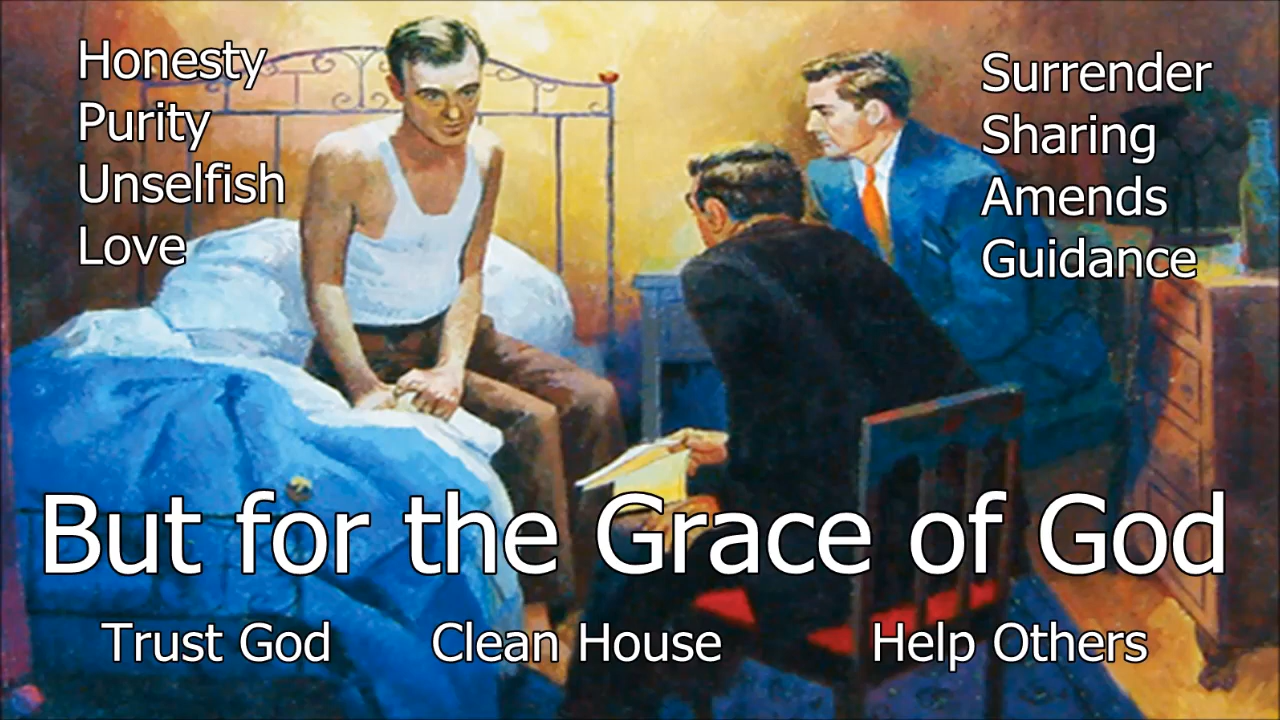 Honesty
Purity
Unselfish
Love
Surrender
Sharing
Amends
Guidance
But for the Grace of God
Trust God
Clean House
Help Others